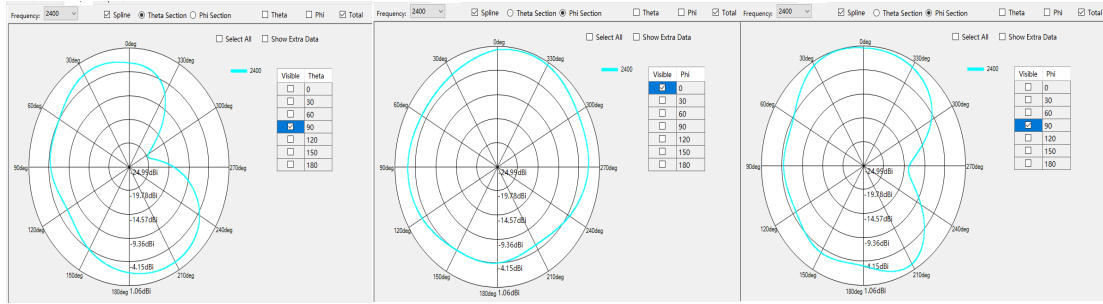 Frequency: 2400 Spline Theta Section Phi Section Theta Phi Total
Select All Show Extra Data
0deg
30deg
330deg
2400
Visible Theta
0
30
60
90
120
150
180
60deg
300deg
90deg
270deg
-24.99dBi
-19.78dBi
-14.57dBi
-9.36dBi
-4.15dBi
120deg
240deg
150deg
210deg
180deg 1.06dBi
Frequency: 2400 Spline Theta Section Phi Section Theta Phi Total
Select All Show Extra Data
0deg
30deg
330deg
2400
Visible Phi
0
30
60
90
120
150
180
60deg
300deg
90deg
270deg
-24.99dBi
-19.78dBi
-14.57dBi
-9.36dBi
-4.15dBi
120deg
240deg
150deg
210deg
180deg 1.06dBi
Frequency: 2400 Spline Theta Section Phi Section Theta Phi Total
Select All Show Extra Data
0deg
30deg
330deg
2400
Visible Phi
0
30
60
90
120
150
180
60deg
300deg
90deg
270deg
-24.99dBi
-19.78dBi
-14.57dBi
-9.36dBi
-4.15dBi
120deg
240deg
150deg
210deg
180deg 1.06dBi